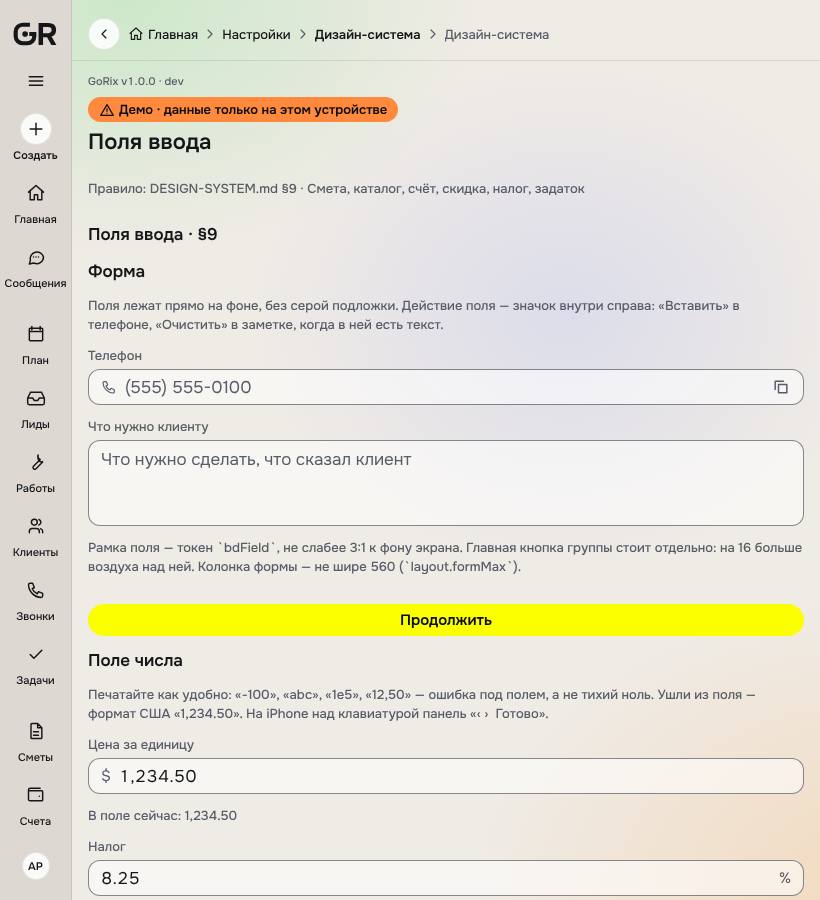 GR
Главная
Настройки
Дизайн-система
Дизайн-система
Создать
Главная
Сообщения
План
Лиды
Работы
Клиенты
Звонки
Задачи
Сметы
Счета
AP
GoRix v1.0.0 · dev
Демо · данные только на этом устройстве
Поля ввода
Правило: DESIGN-SYSTEM.md §9 · Смета, каталог, счёт, скидка, налог, задаток
Поля ввода · §9
Форма
Поля лежат прямо на фоне, без серой подложки. Действие поля — значок внутри справа: «Вставить» в
телефоне, «Очистить» в заметке, когда в ней есть текст.
Телефон
(555) 555-0100
Что нужно клиенту
Что нужно сделать, что сказал клиент
Рамка поля — токен `bdField`, не слабее 3:1 к фону экрана. Главная кнопка группы стоит отдельно: на 16 больше
воздуха над ней. Колонка формы — не шире 560 (`layout.formMax`).
Продолжить
Поле числа
Печатайте как удобно: «-100», «abc», «1e5», «12,50» — ошибка под полем, а не тихий ноль. Ушли из поля —
формат США «1,234.50». На iPhone над клавиатурой панель «‹ › Готово».
Цена за единицу
$ 1,234.50
В поле сейчас: 1,234.50
Налог
8.25 %